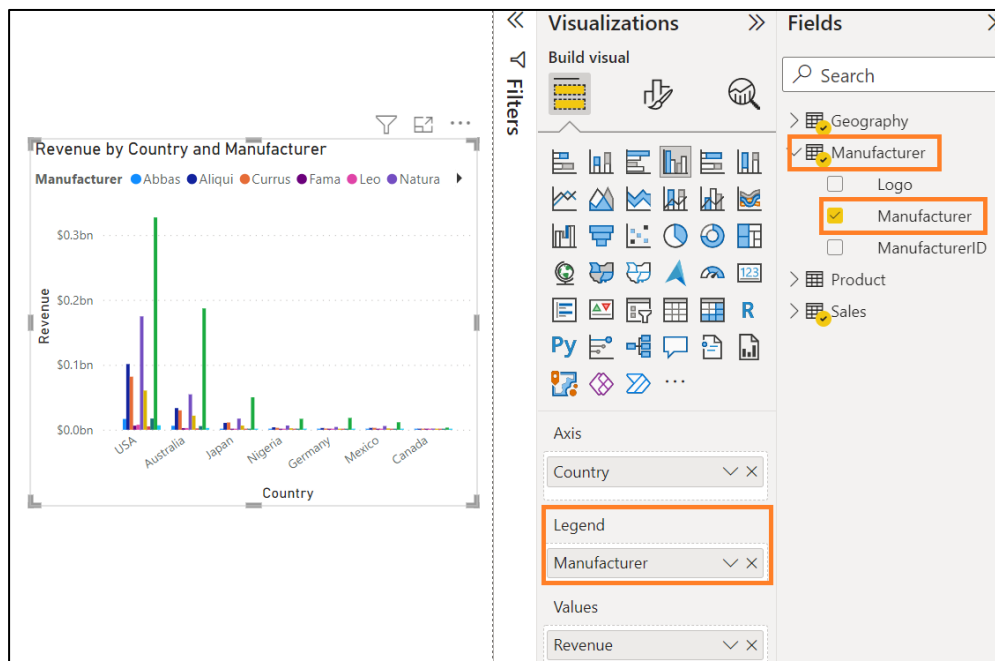 Revenue by Country and Manufacturer
Manufacturer Abbas Aliqui Currus Fama Leo Natura
$0.3bn
$0.2bn
$0.1bn
$0.0bn
Revenue
USA
Australia
Japan
Nigeria
Germany
Mexico
Canada
Country
Filters
Visualizations
Build visual
123
R
Py
Axis
Country
Legend
Manufacturer
Values
Revenue
Fields
Search
Geography
Manufacturer
Logo
Manufacturer
ManufacturerID
Product
Sales